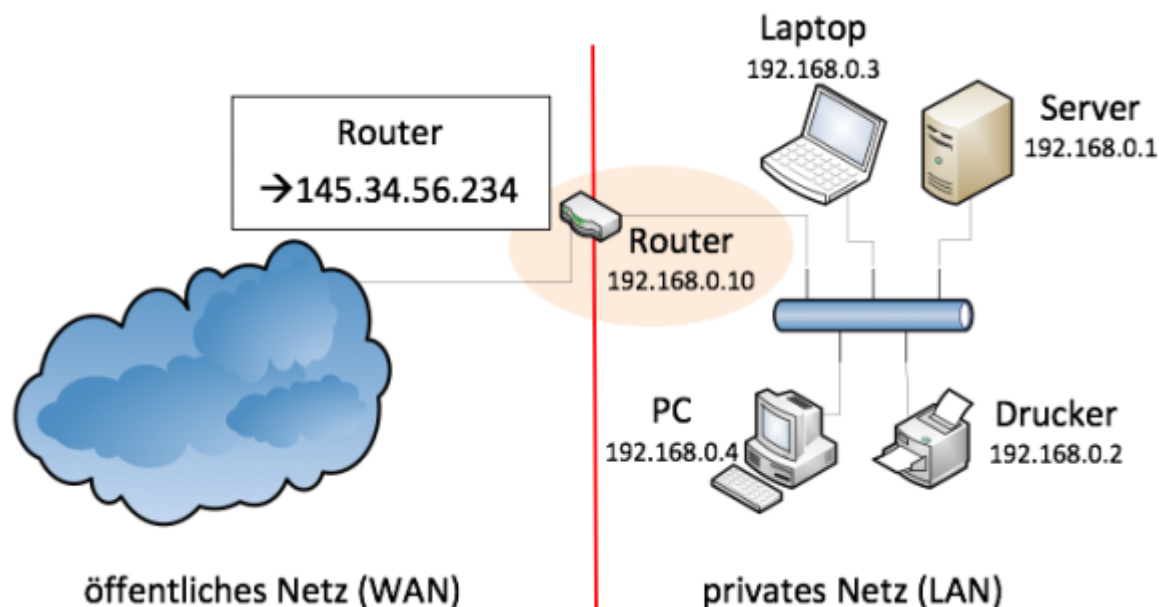 Laptop
192.168.0.3
Server
192.168.0.1
Router
→145.34.56.234
Router
192.168.0.10
PC
192.168.0.4
Drucker
192.168.0.2
öffentliches Netz (WAN)
privates Netz (LAN)